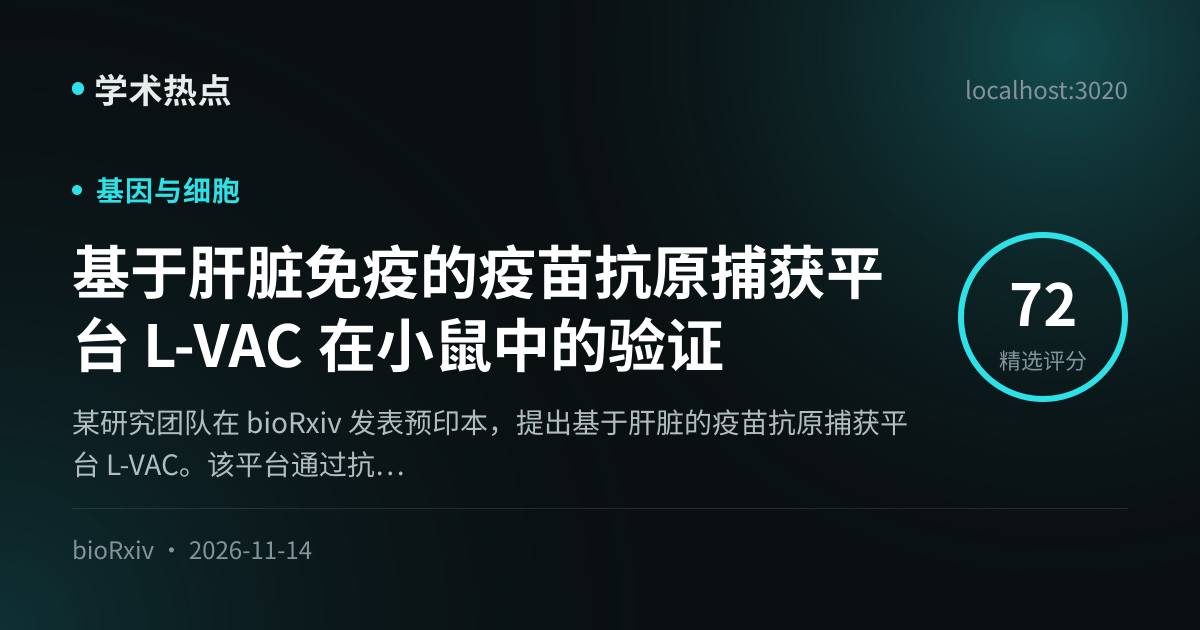 学术热点
localhost:3020
基因与细胞
基于肝脏免疫的疫苗抗原捕获平
台 L-VAC 在小鼠中的验证
72
精选评分
某研究团队在 bioRxiv 发表预印本，提出基于肝脏的疫苗抗原捕获平
台 L-VAC。该平台通过抗…
bioRxiv · 2026-11-14